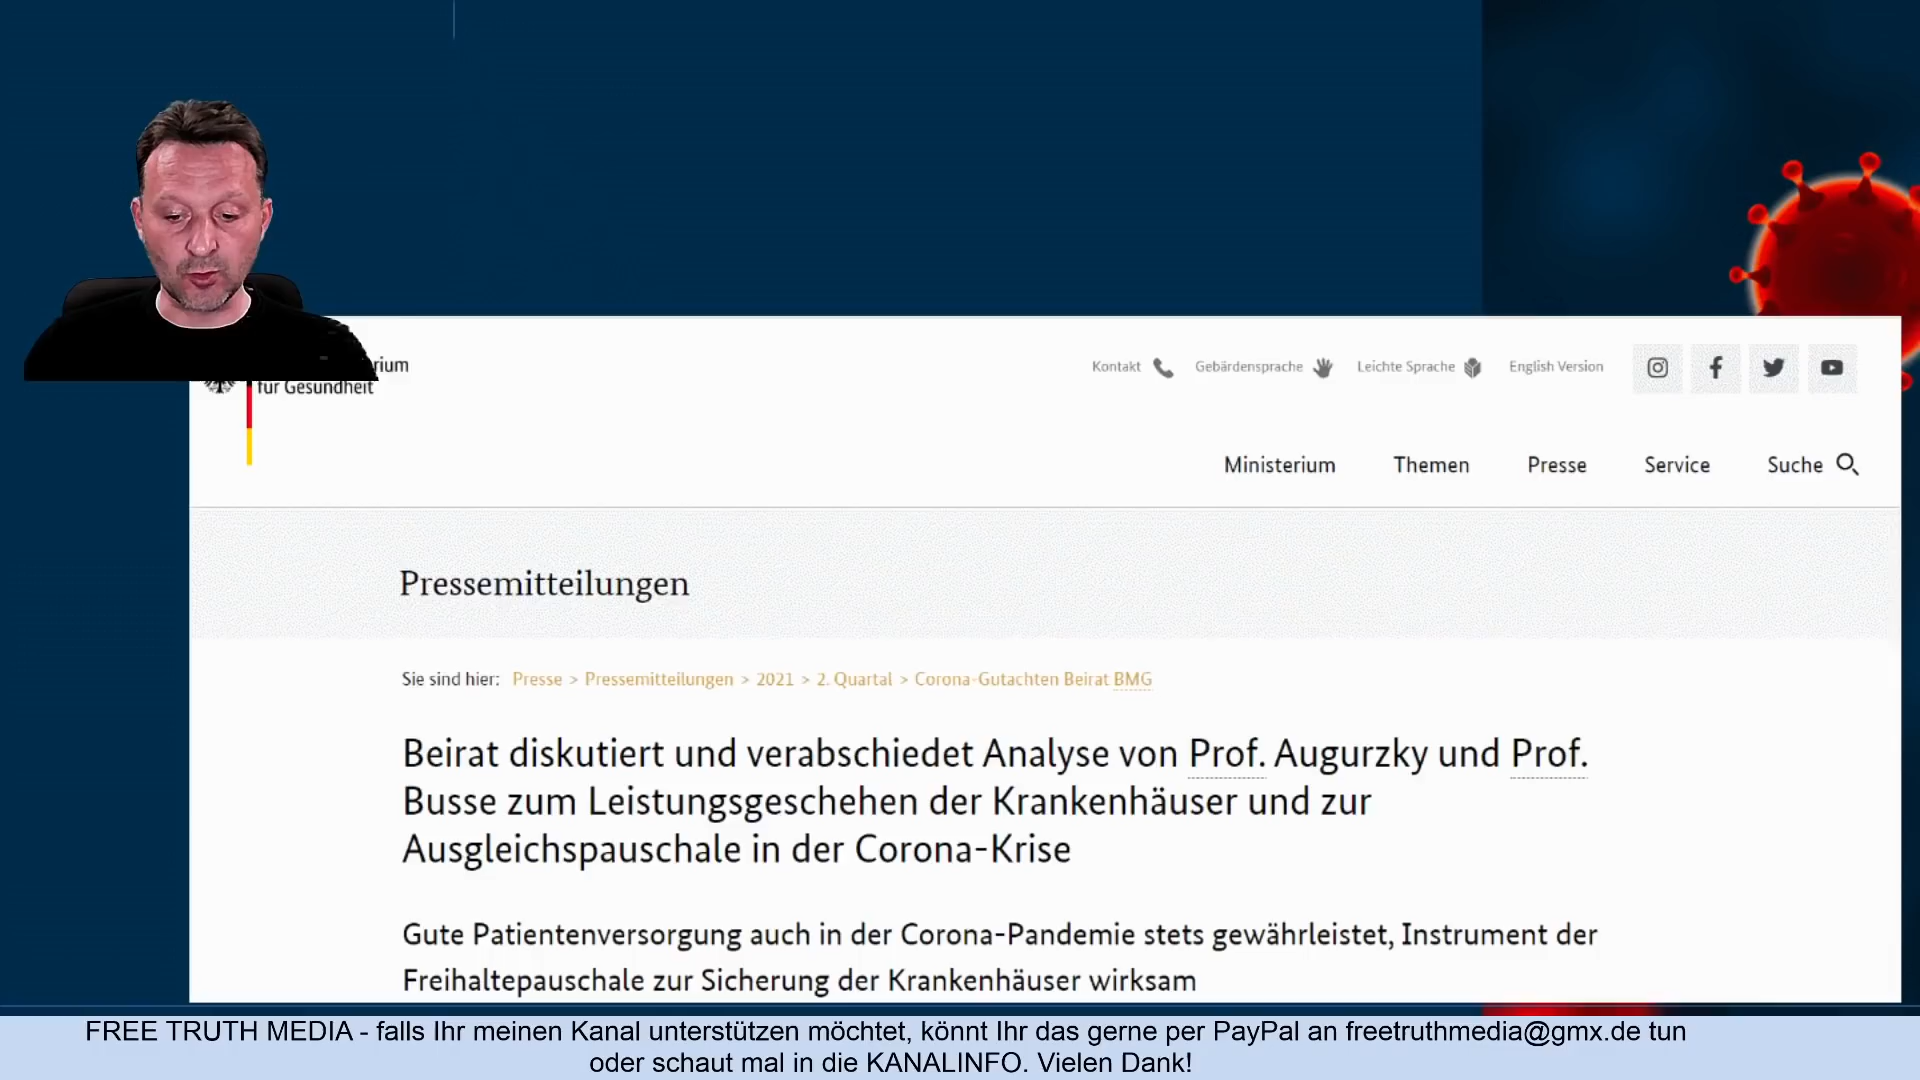 rium
für Gesundheit
Kontakt Gebärdensprache Leichte Sprache English Version
Ministerium Themen Presse Service Suche
Pressemitteilungen
Sie sind hier: Presse > Pressemitteilungen > 2021 > 2. Quartal > Corona-Gutachten Beirat BMG
Beirat diskutiert und verabschiedet Analyse von Prof. Augurzky und Prof.
Busse zum Leistungsgeschehen der Krankenhäuser und zur
Ausgleichspauschale in der Corona-Krise
Gute Patientenversorgung auch in der Corona-Pandemie stets gewährleistet, Instrument der
Freihaltepauschale zur Sicherung der Krankenhäuser wirksam
FREE TRUTH MEDIA - falls Ihr meinen Kanal unterstützen möchtet, könnt Ihr das gerne per PayPal an freetruthmedia@gmx.de tun
oder schaut mal in die KANALINFO. Vielen Dank!